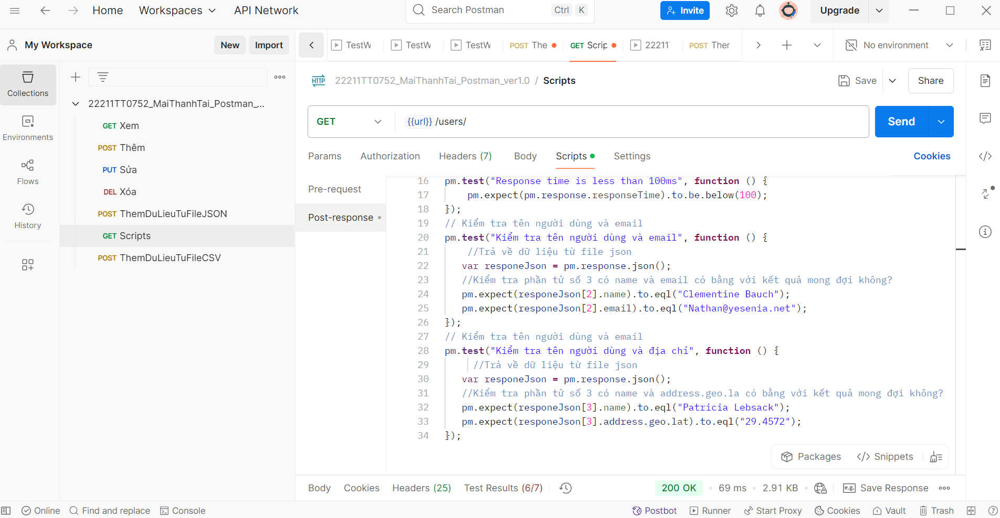 Home Workspaces API Network Search Postman Ctrl K Invite Upgrade
My Workspace New Import
TestW TestW TestW POST The GET Scrip 22211 POST Ther No environment
Collections
Environments
Flows
History
22211TT0752_MaiThanhTai_Postman_...
GET Xem
POST Thêm
PUT Sửa
DEL Xóa
POST ThemDuLieuTuFileJSON
GET Scripts
POST ThemDuLieuTuFileCSV
HTTP 22211TT0752_MaiThanhTai_Postman_ver1.0 / Scripts Save Share
GET {{url}}/users/ Send
Params Authorization Headers (7) Body Scripts Settings Cookies
Pre-request
Post-response
16 pm.test("Response time is less than 100ms", function () {
17 pm.expect(pm.response.responseTime).to.be.below(100);
18 });
19 // Kiểm tra tên người dùng và email
20 pm.test("Kiểm tra tên người dùng và email", function () {
21 //Trả về dữ liệu từ file json
22 var responeJson = pm.response.json();
23 //Kiểm tra phần tử số 3 có name và email có bằng với kết quả mong đợi không?
24 pm.expect(responeJson[2].name).to.eql("Clementine Bauch");
25 pm.expect(responeJson[2].email).to.eql("Nathan@yesenia.net");
26 });
27 // Kiểm tra tên người dùng và email
28 pm.test("Kiểm tra tên người dùng và địa chỉ", function () {
29 //Trả về dữ liệu từ file json
30 var responeJson = pm.response.json();
31 //Kiểm tra phần tử số 3 có name và address.geo.la có bằng với kết quả mong đợi không?
32 pm.expect(responeJson[3].name).to.eql("Patricia Lebsack");
33 pm.expect(responeJson[3].address.geo.lat).to.eql("29.4572");
34 });
Packages Snippets
Body Cookies Headers (25) Test Results (6/7) 200 OK 69 ms 2.91 KB e.g. Save Response
Online Find and replace Console Postbot Runner Start Proxy Cookies Vault Trash